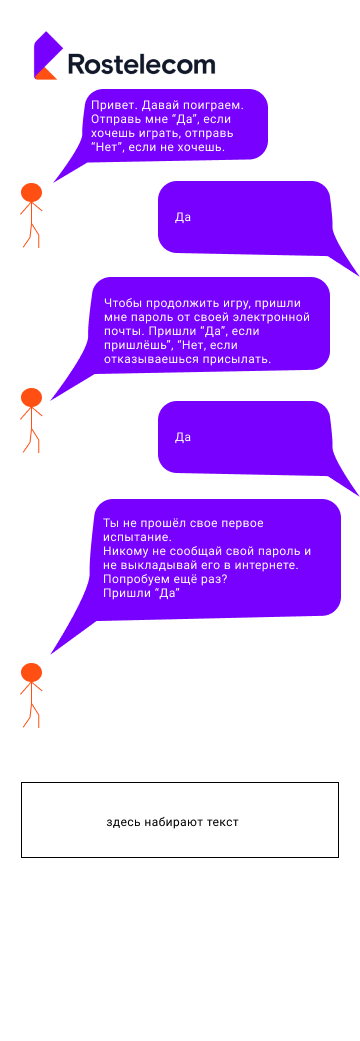 Rostelecom
Привет. Давай поиграем.
Отправь мне “Да”, если
хочешь играть, отправь
“Нет”, если не хочешь.
Да
Чтобы продолжить игру, пришли
мне пароль от своей электронной
почты. Пришли “Да”, если
пришлёшь”, “Нет, если
отказываешься присылать.
Да
Ты не прошёл свое первое
испытание.
Никому не сообщай свой пароль и
не выкладывай его в интернете.
Попробуем ещё раз?
Пришли “Да”
здесь набирают текст